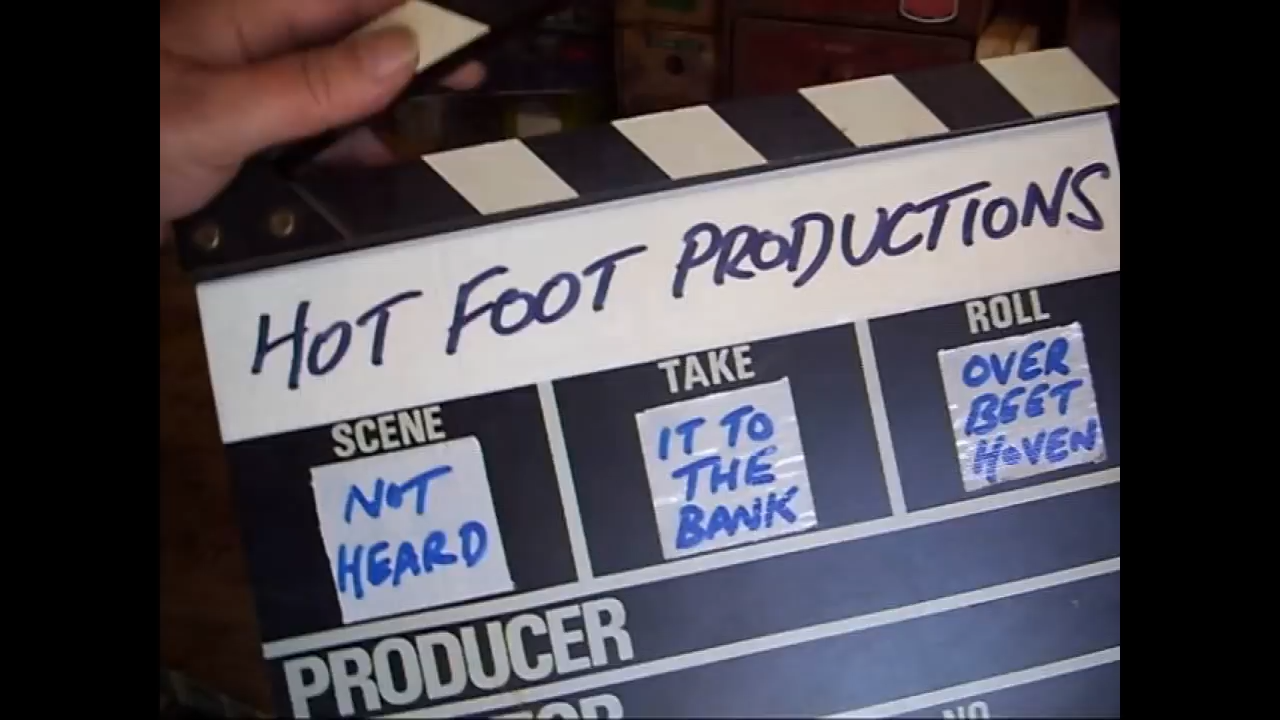 HOT FOOT PRODUCTIONS
SCENE
NOT
HEARD
TAKE
IT TO
THE
BANK
ROLL
OVER
BEET
HOVEN
PRODUCER